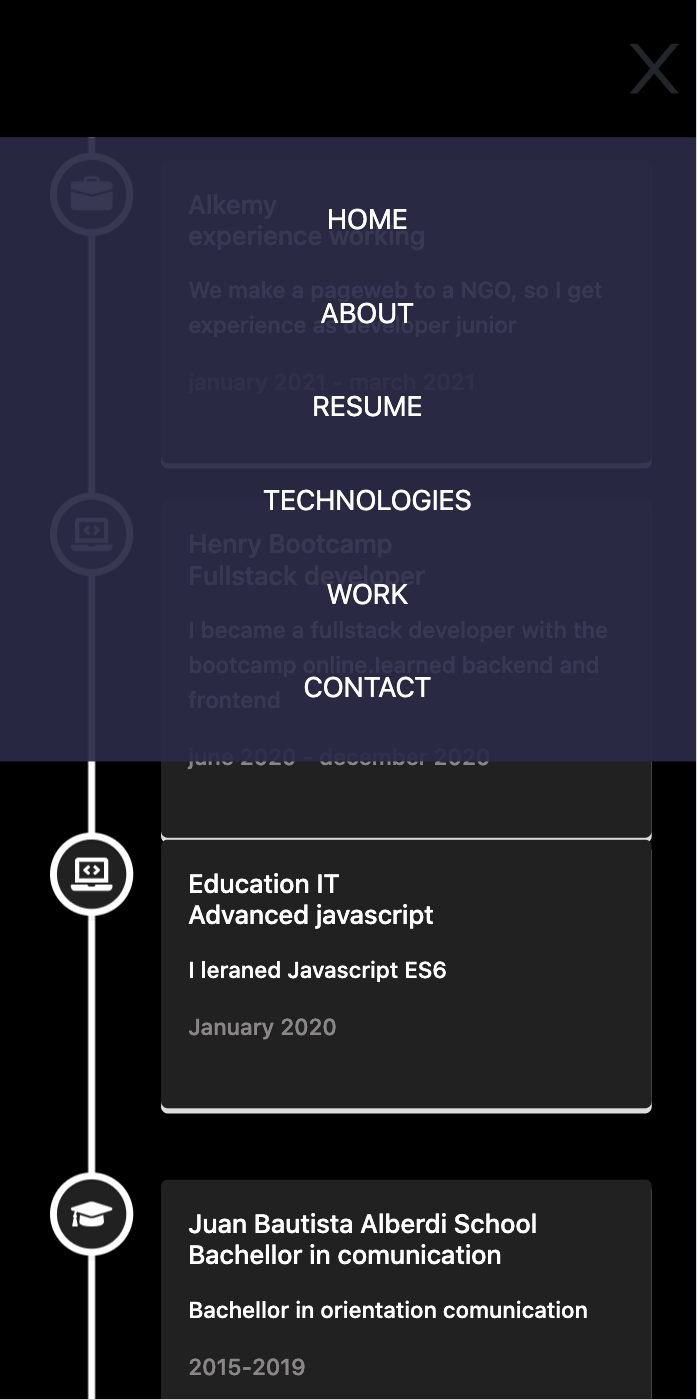 HOME
ABOUT
RESUME
TECHNOLOGIES
WORK
CONTACT
Alkemy
experience working
We make a pageweb to a NGO, so I get
experience as developer junior
january 2021 - march 2021
Henry Bootcamp
Fullstack developer
I became a fullstack developer with the
bootcamp online.learned backend and
frontend
june 2020 - december 2020
Education IT
Advanced javascript
I leraned Javascript ES6
January 2020
Juan Bautista Alberdi School
Bachellor in comunication
Bachellor in orientation comunication
2015-2019